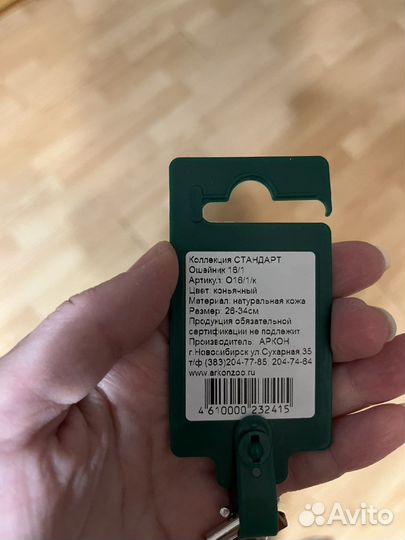 Коллекция СТАНДАРТ
Ошейник 16/1
Артикул: О16/1/к
Цвет: коньячный
Материал: натуральная кожа
Размер: 26-34см
Продукция обязательной
сертификации не подлежит
Производитель: АРКОН
г.Новосибирск ул.Сухарная,35
т/ф (383)204-77-85, 204-74-84
www.arkonzoo.ru
4 610000 232415
Avito